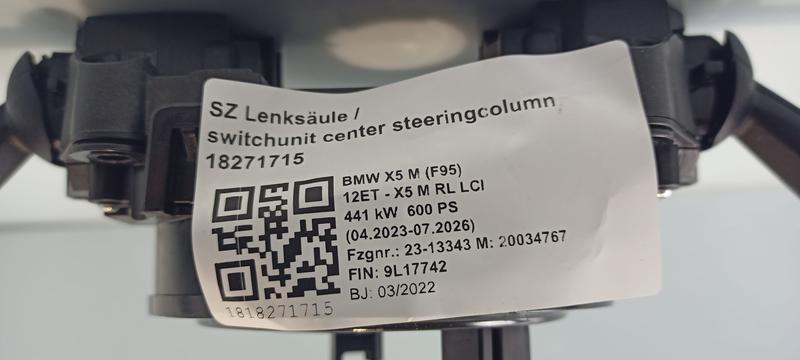 SZ Lenksäule /
switchunit center steeringcolumn
18271715
BMW X5 M (F95)
12ET - X5 M RL LCI
441 kW 600 PS
(04.2023-07.2026)
Fzgnr.: 23-13343 M: 20034767
FIN: 9L17742
BJ: 03/2022
1818271715